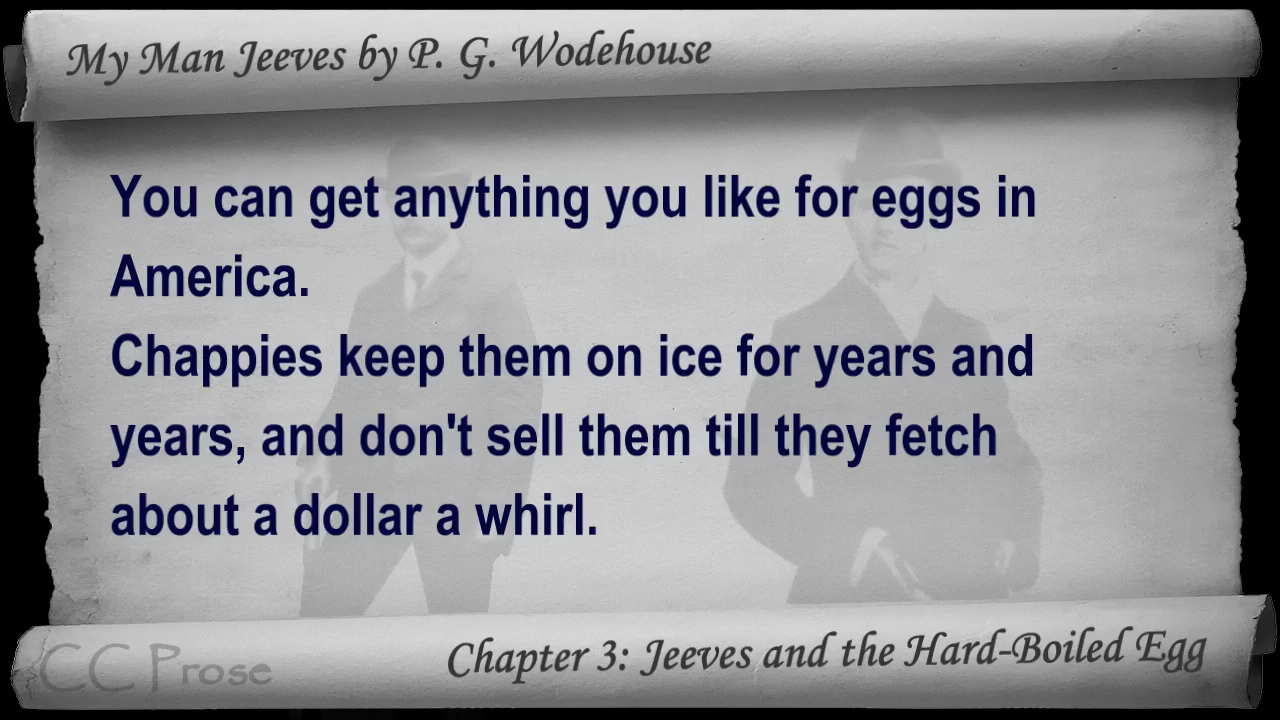 My Man Jeeves by P. G. Wodehouse
You can get anything you like for eggs in
America.
Chappies keep them on ice for years and
years, and don't sell them till they fetch
about a dollar a whirl.
CC Prose
Chapter 3: Jeeves and the Hard-Boiled Egg